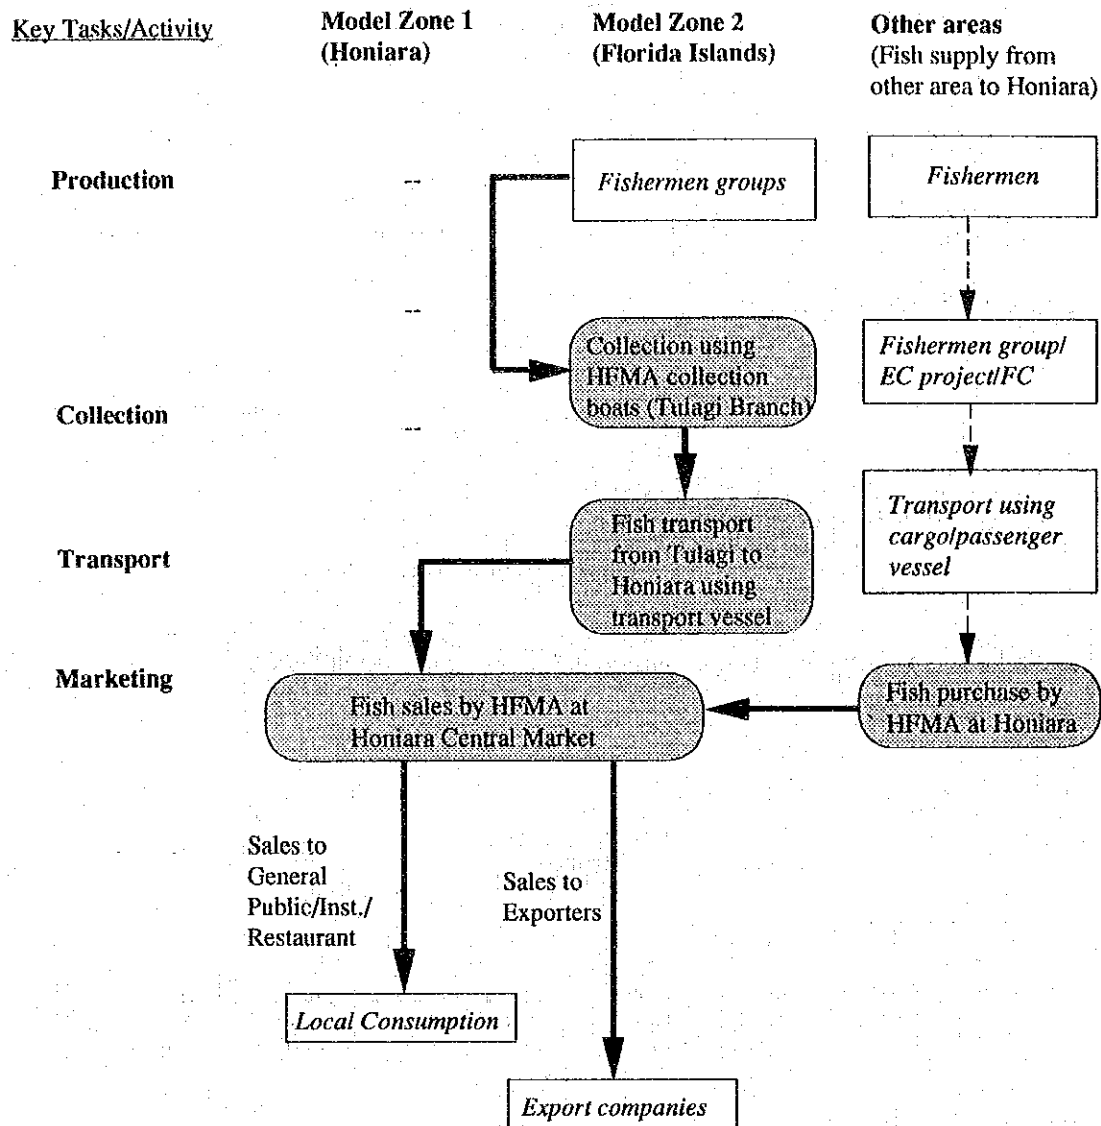 Key Tasks/Activity
Model Zone 1
(Honiara)
Model Zone 2
(Florida Islands)
Other areas
(Fish supply from
other area to Honiara)
Production
--
Fishermen groups
Fishermen
--
Collection using
HFMA collection
boats (Tulagi Branch)
Fishermen group/
EC project/FC
Collection
--
Transport
Fish transport
from Tulagi to
Honiara using
transport vessel
Transport using
cargo/passenger
vessel
Marketing
Fish sales by HFMA at
Honiara Central Market
Fish purchase by
HFMA at Honiara
Sales to
General
Public/Inst./
Restaurant
Sales to
Exporters
Local Consumption
Export companies